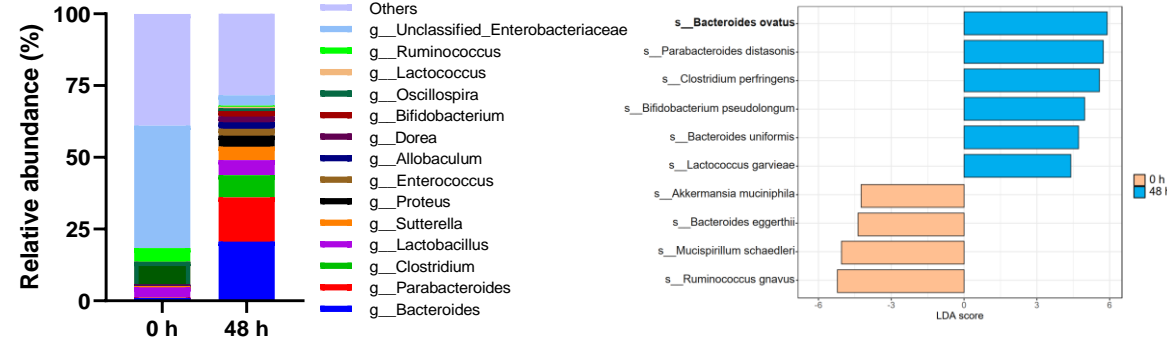 Relative abundance (%)
100
75
50
25
0
0 h
48 h
Others
g__Unclassified_Enterobacteriaceae
g__Ruminococcus
g__Lactococcus
g__Oscillospira
g__Bifidobacterium
g__Dorea
g__Allobaculum
g__Enterococcus
g__Proteus
g__Sutterella
g__Lactobacillus
g__Clostridium
g__Parabacteroides
g__Bacteroides
s__Bacteroides ovatus
s__Parabacteroides distasonis
s__Clostridium perfringens
s__Bifidobacterium pseudolongum
s__Bacteroides uniformis
s__Lactococcus garvieae
s__Akkermansia muciniphila
s__Bacteroides eggerthii
s__Mucispirillum schaedleri
s__Ruminococcus gnavus
-6
-3
0
3
6
LDA score
0 h
48 h